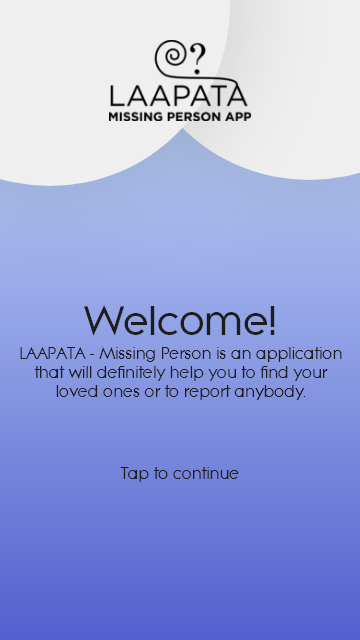 ?
LAAPATA
MISSING PERSON APP
Welcome!
LAAPATA - Missing Person is an application
that will definitely help you to find your
loved ones or to report anybody.
Tap to continue